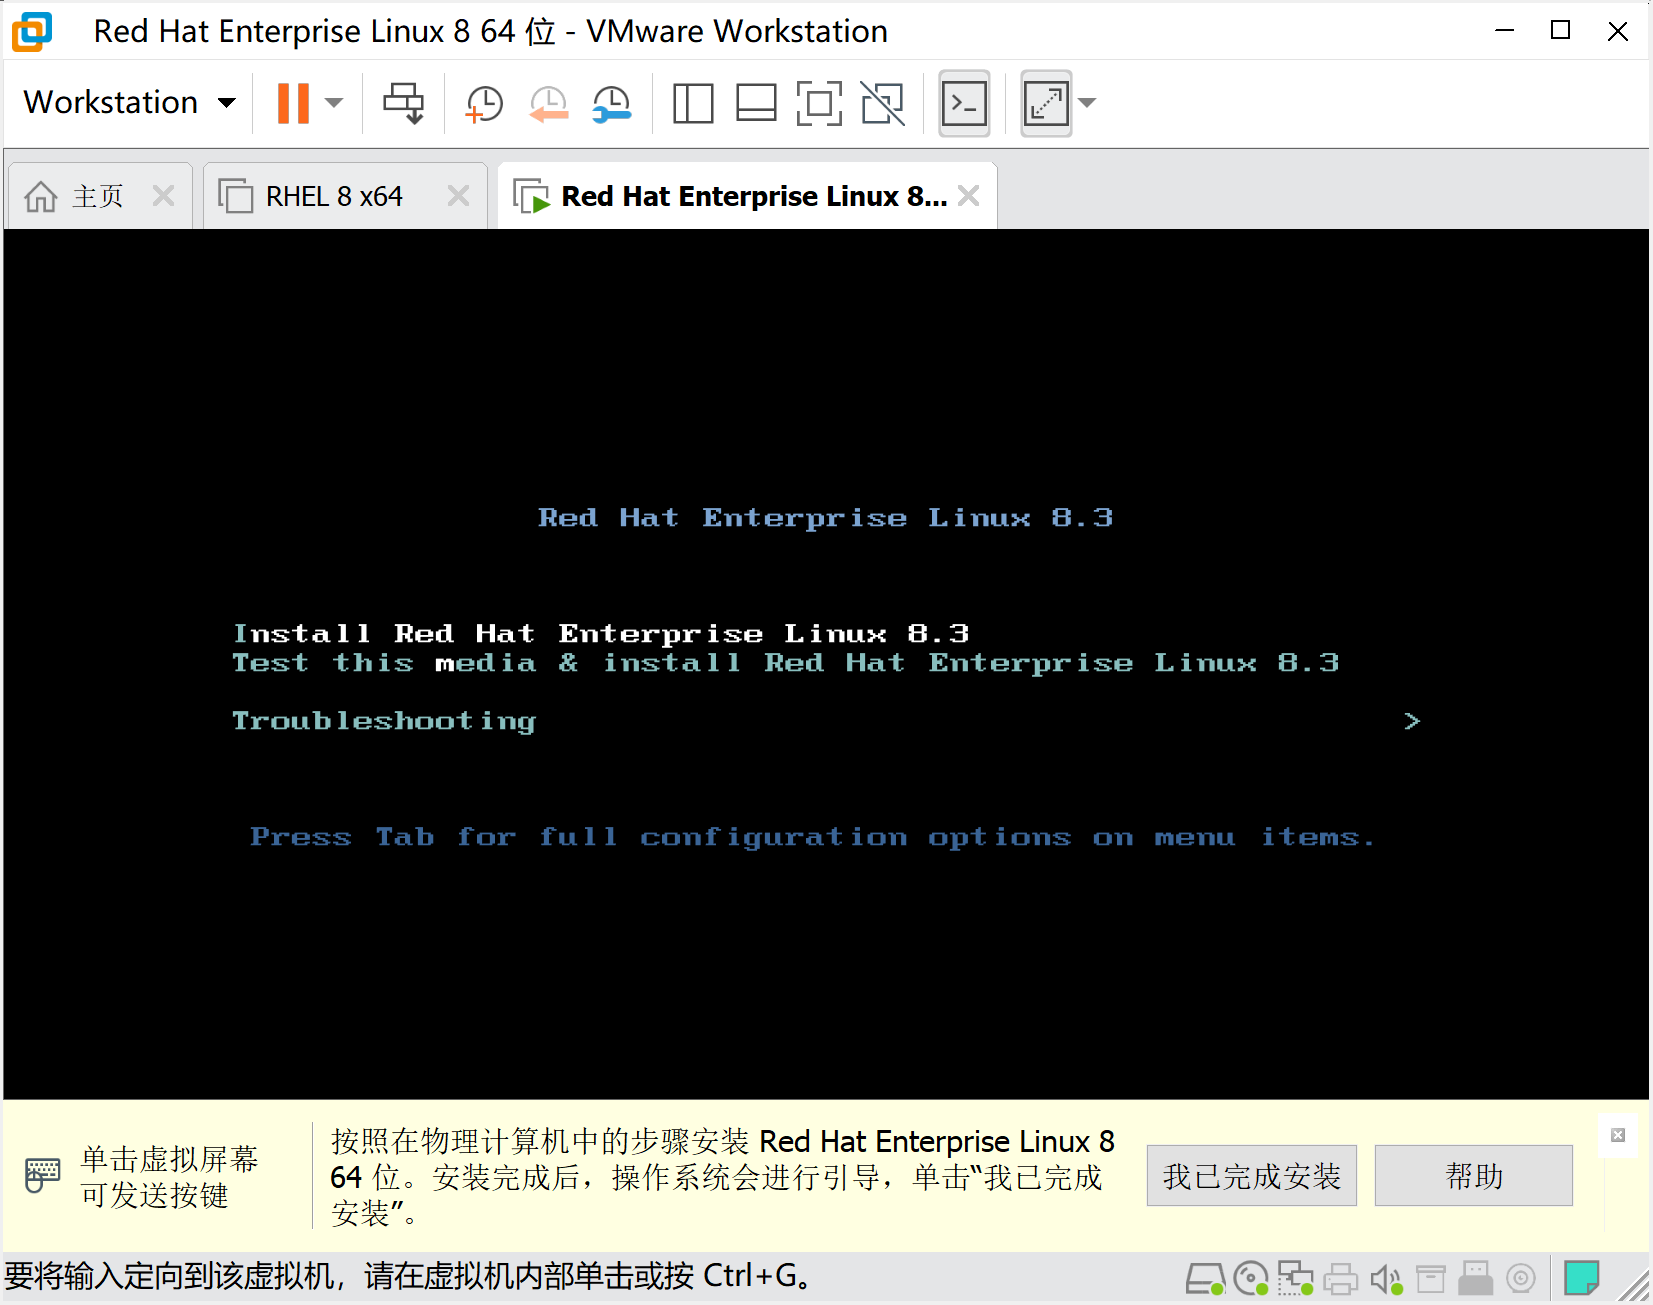 Red Hat Enterprise Linux 8 64 位 - VMware Workstation
Workstation
主页
RHEL 8 x64
Red Hat Enterprise Linux 8...
Red Hat Enterprise Linux 8.3
Install Red Hat Enterprise Linux 8.3
Test this media & install Red Hat Enterprise Linux 8.3
Troubleshooting >
Press Tab for full configuration options on menu items.
单击虚拟屏幕
可发送按键
按照在物理计算机中的步骤安装 Red Hat Enterprise Linux 8
64 位。安装完成后，操作系统会进行引导，单击“我已完成
安装”。
我已完成安装
帮助
要将输入定向到该虚拟机，请在虚拟机内部单击或按 Ctrl+G。